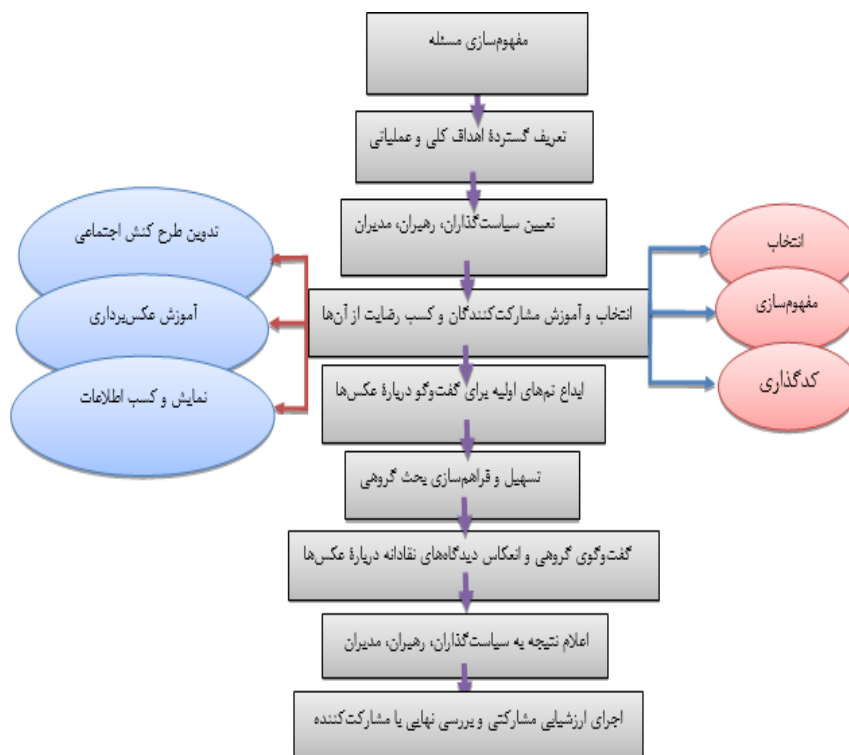 مفهوم‌سازی مسئله
تعریف گستردهٔ اهداف کلی و عملیاتی
تعیین سیاست‌گذاران، رهبران، مدیران
انتخاب و آموزش مشارکت‌کنندگان و کسب رضایت از آن‌ها
ابداع تم‌های اولیه برای گفت‌وگو دربارهٔ عکس‌ها
تسهیل و فراهم‌سازی بحث گروهی
گفت‌وگوی گروهی و انعکاس دیدگاه‌های نقادانه دربارهٔ عکس‌ها
اعلام نتیجه به سیاست‌گذاران، رهبران، مدیران
اجرای ارزشیابی مشارکتی و بررسی نهایی با مشارکت‌کننده
انتخاب
مفهوم‌سازی
کدگذاری
تدوین طرح کنش اجتماعی
آموزش عکس‌برداری
نمایش و کسب اطلاعات